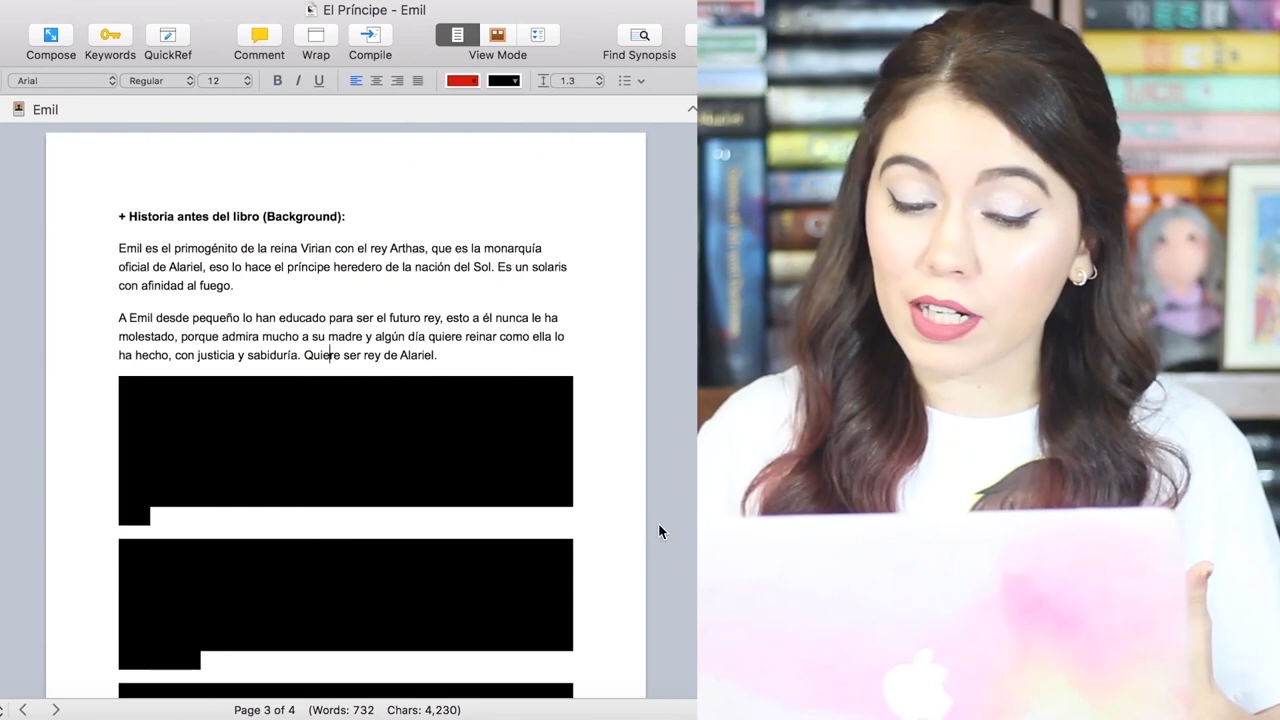 El Príncipe - Emil
Compose Keywords QuickRef Comment Wrap Compile View Mode Find Synopsis
Arial Regular 12 B I U 1.3
Emil
+ Historia antes del libro (Background):
Emil es el primogénito de la reina Virian con el rey Arthas, que es la monarquía
oficial de Alariel, eso lo hace el príncipe heredero de la nación del Sol. Es un solaris
con afinidad al fuego.
A Emil desde pequeño lo han educado para ser el futuro rey, esto a él nunca le ha
molestado, porque admira mucho a su madre y algún día quiere reinar como ella lo
ha hecho, con justicia y sabiduría. Quiere ser rey de Alariel.
Page 3 of 4 (Words: 732 Chars: 4,230)